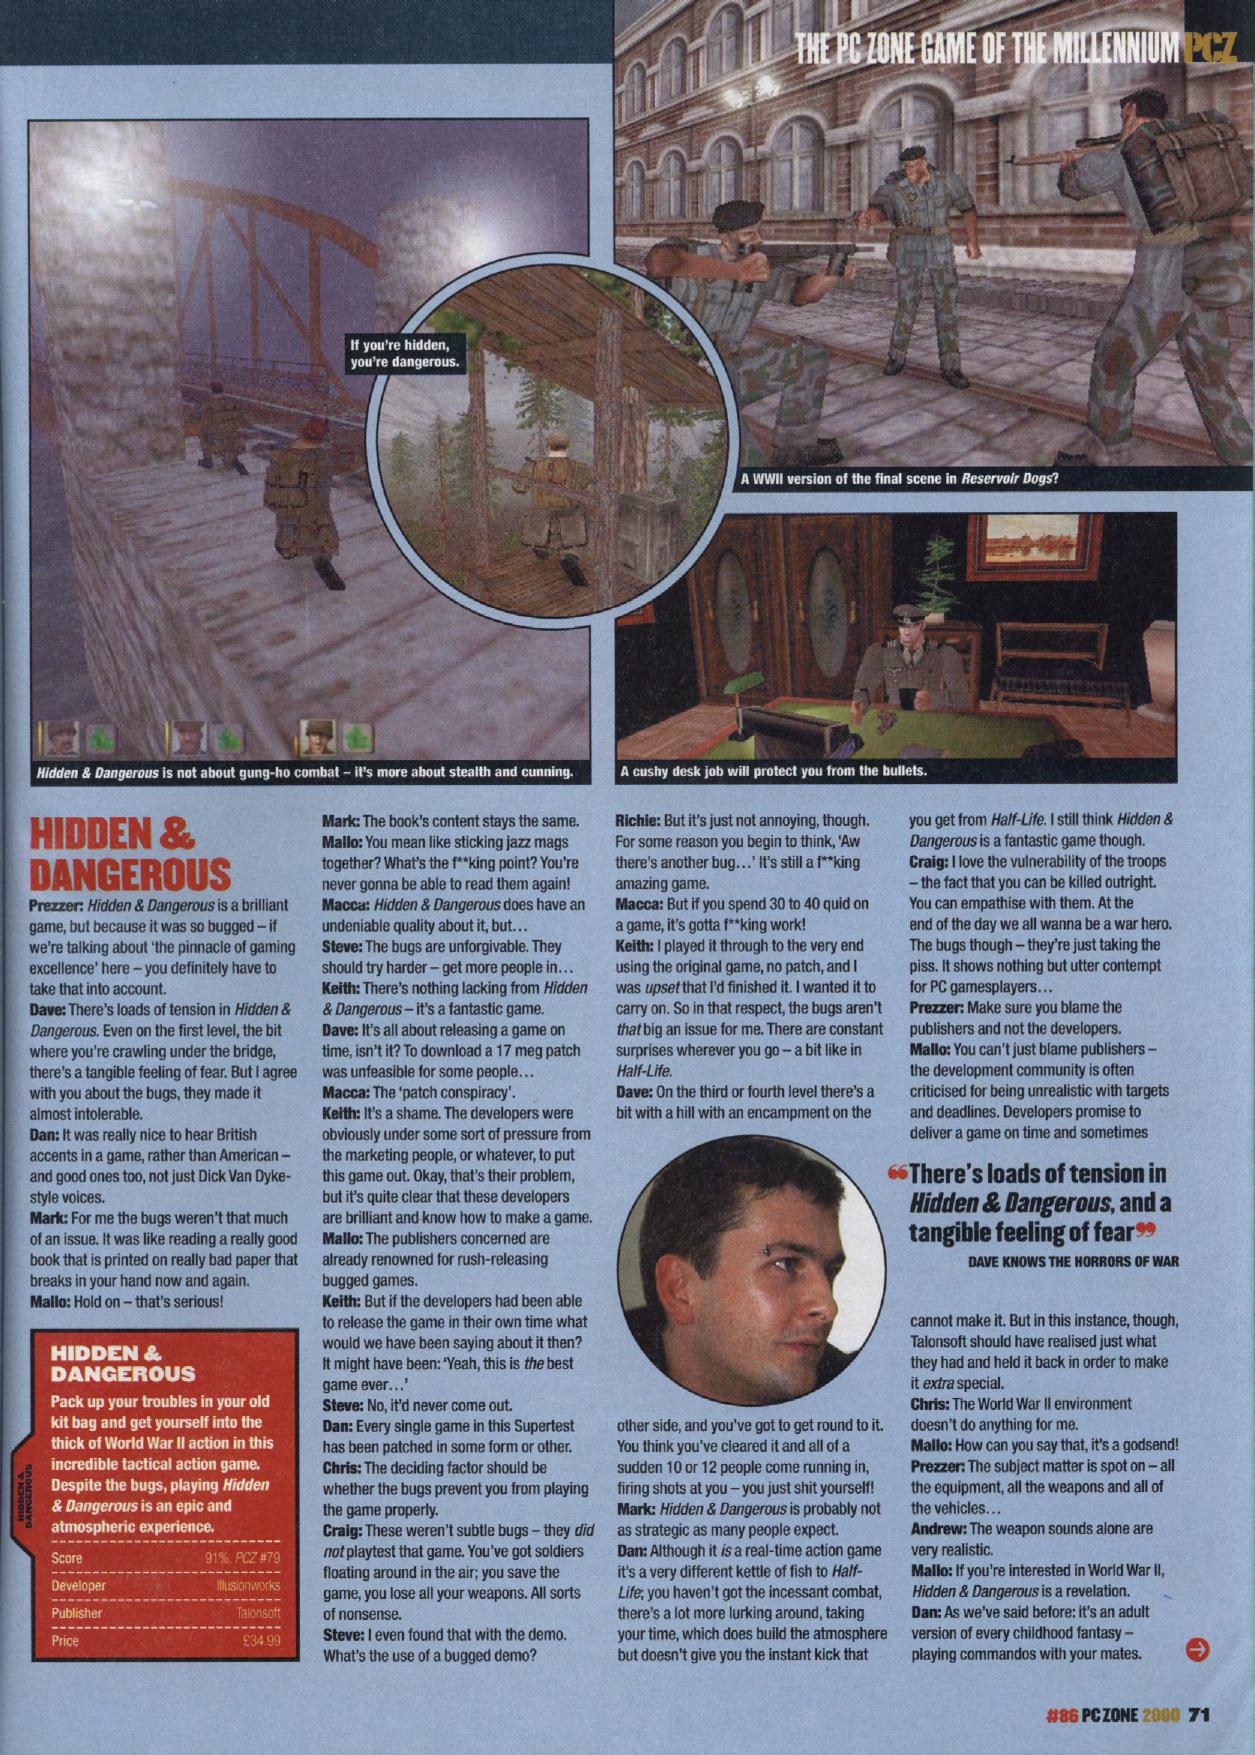 THE PC ZONE GAME OF THE MILLENNIUM PCZ
If you're hidden,
you're dangerous.
A WWII version of the final scene in Reservoir Dogs?
Hidden & Dangerous is not about gung-ho combat – it's more about stealth and cunning.
A cushy desk job will protect you from the bullets.
HIDDEN &
DANGEROUS
Prezzer: Hidden & Dangerous is a brilliant
game, but because it was so bugged – if
we're talking about 'the pinnacle of gaming
excellence' here – you definitely have to
take that into account.
Dave: There's loads of tension in Hidden &
Dangerous. Even on the first level, the bit
where you're crawling under the bridge,
there's a tangible feeling of fear. But I agree
with you about the bugs, they made it
almost intolerable.
Dan: It was really nice to hear British
accents in a game, rather than American –
and good ones too, not just Dick Van Dyke-
style voices.
Mark: For me the bugs weren't that much
of an issue. It was like reading a really good
book that is printed on really bad paper that
breaks in your hand now and again.
Mallo: Hold on – that's serious!
HIDDEN &
DANGEROUS
HIDDEN &
DANGEROUS
Pack up your troubles in your old
kit bag and get yourself into the
thick of World War II action in this
incredible tactical action game.
Despite the bugs, playing Hidden
& Dangerous is an epic and
atmospheric experience.
Score 91%, PCZ #79
Developer Illusionworks
Publisher Talonsoft
Price £34.99
Mark: The book's content stays the same.
Mallo: You mean like sticking jazz mags
together? What's the f**king point? You're
never gonna be able to read them again!
Macca: Hidden & Dangerous does have an
undeniable quality about it, but...
Steve: The bugs are unforgivable. They
should try harder – get more people in...
Keith: There's nothing lacking from Hidden
& Dangerous – it's a fantastic game.
Dave: It's all about releasing a game on
time, isn't it? To download a 17 meg patch
was unfeasible for some people...
Macca: The 'patch conspiracy'.
Keith: It's a shame. The developers were
obviously under some sort of pressure from
the marketing people, or whatever, to put
this game out. Okay, that's their problem,
but it's quite clear that these developers
are brilliant and know how to make a game.
Mallo: The publishers concerned are
already renowned for rush-releasing
bugged games.
Keith: But if the developers had been able
to release the game in their own time what
would we have been saying about it then?
It might have been: 'Yeah, this is the best
game ever...'
Steve: No, it'd never come out.
Dan: Every single game in this Supertest
has been patched in some form or other.
Chris: The deciding factor should be
whether the bugs prevent you from playing
the game properly.
Craig: These weren't subtle bugs – they did
not playtest that game. You've got soldiers
floating around in the air; you save the
game, you lose all your weapons. All sorts
of nonsense.
Steve: I even found that with the demo.
What's the use of a bugged demo?
Richie: But it's just not annoying, though.
For some reason you begin to think, 'Aw
there's another bug...' It's still a f**king
amazing game.
Macca: But if you spend 30 to 40 quid on
a game, it's gotta f**king work!
Keith: I played it through to the very end
using the original game, no patch, and I
was upset that I'd finished it. I wanted it to
carry on. So in that respect, the bugs aren't
that big an issue for me. There are constant
surprises wherever you go – a bit like in
Half-Life.
Dave: On the third or fourth level there's a
bit with a hill with an encampment on the
other side, and you've got to get round to it.
You think you've cleared it and all of a
sudden 10 or 12 people come running in,
firing shots at you – you just shit yourself!
Mark: Hidden & Dangerous is probably not
as strategic as many people expect.
Dan: Although it is a real-time action game
it's a very different kettle of fish to Half-
Life; you haven't got the incessant combat,
there's a lot more lurking around, taking
your time, which does build the atmosphere
but doesn't give you the instant kick that
you get from Half-Life. I still think Hidden &
Dangerous is a fantastic game though.
Craig: I love the vulnerability of the troops
– the fact that you can be killed outright.
You can empathise with them. At the
end of the day we all wanna be a war hero.
The bugs though – they're just taking the
piss. It shows nothing but utter contempt
for PC gamesplayers...
Prezzer: Make sure you blame the
publishers and not the developers.
Mallo: You can't just blame publishers –
the development community is often
criticised for being unrealistic with targets
and deadlines. Developers promise to
deliver a game on time and sometimes
“There's loads of tension in
Hidden & Dangerous, and a
tangible feeling of fear”
DAVE KNOWS THE HORRORS OF WAR
cannot make it. But in this instance, though,
Talonsoft should have realised just what
they had and held it back in order to make
it extra special.
Chris: The World War II environment
doesn't do anything for me.
Mallo: How can you say that, it's a godsend!
Prezzer: The subject matter is spot on – all
the equipment, all the weapons and all of
the vehicles...
Andrew: The weapon sounds alone are
very realistic.
Mallo: If you're interested in World War II,
Hidden & Dangerous is a revelation.
Dan: As we've said before: it's an adult
version of every childhood fantasy –
playing commandos with your mates.
#86 PC ZONE 2000 71